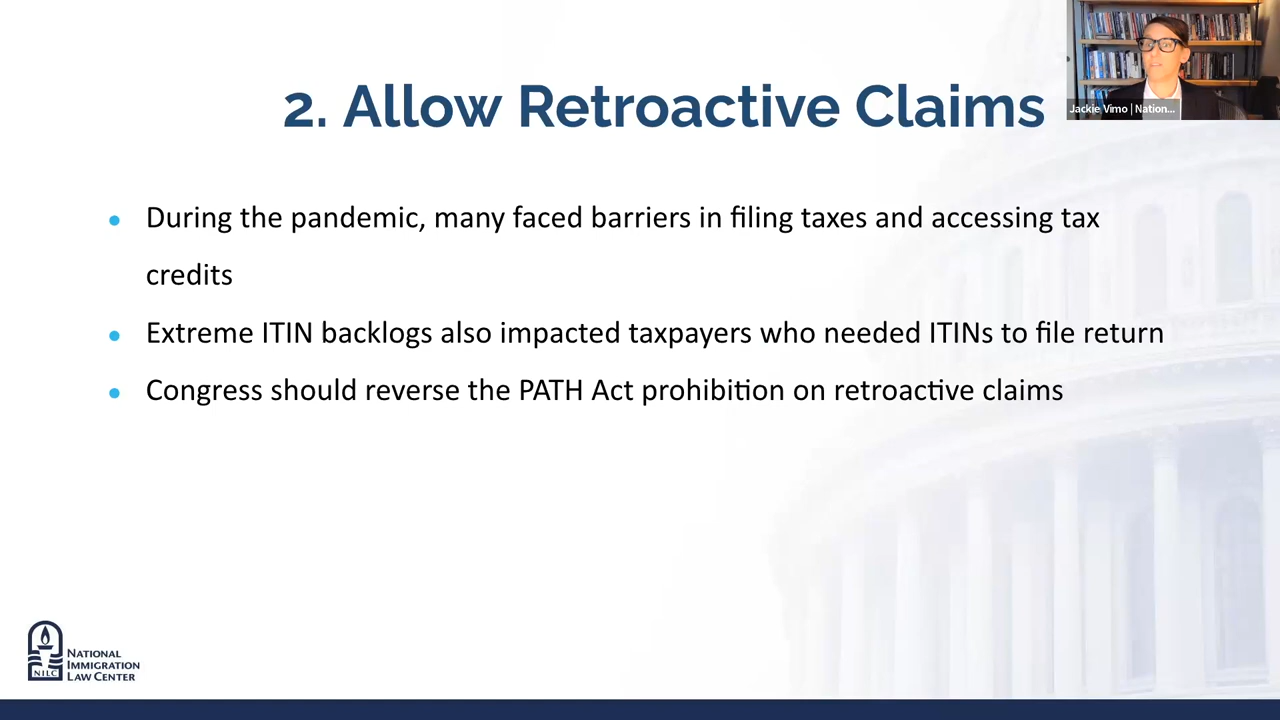 2. Allow Retroactive Claims
Jackie Vimo | Nation...
• During the pandemic, many faced barriers in filing taxes and accessing tax
credits
• Extreme ITIN backlogs also impacted taxpayers who needed ITINs to file return
• Congress should reverse the PATH Act prohibition on retroactive claims
NILC
NATIONAL
IMMIGRATION
LAW CENTER